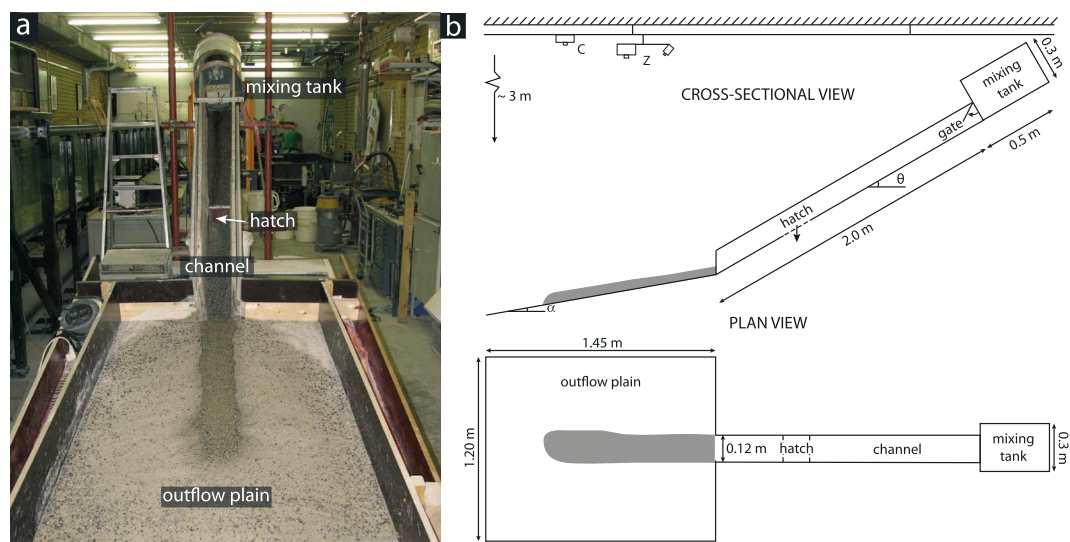 a
mixing tank
hatch
channel
outflow plain
b
C
Z
~ 3 m
CROSS-SECTIONAL VIEW
mixing
tank
0.3 m
gate
0.5 m
θ
hatch
2.0 m
α
PLAN VIEW
1.45 m
outflow plain
1.20 m
0.12 m
hatch
channel
mixing
tank
0.3 m